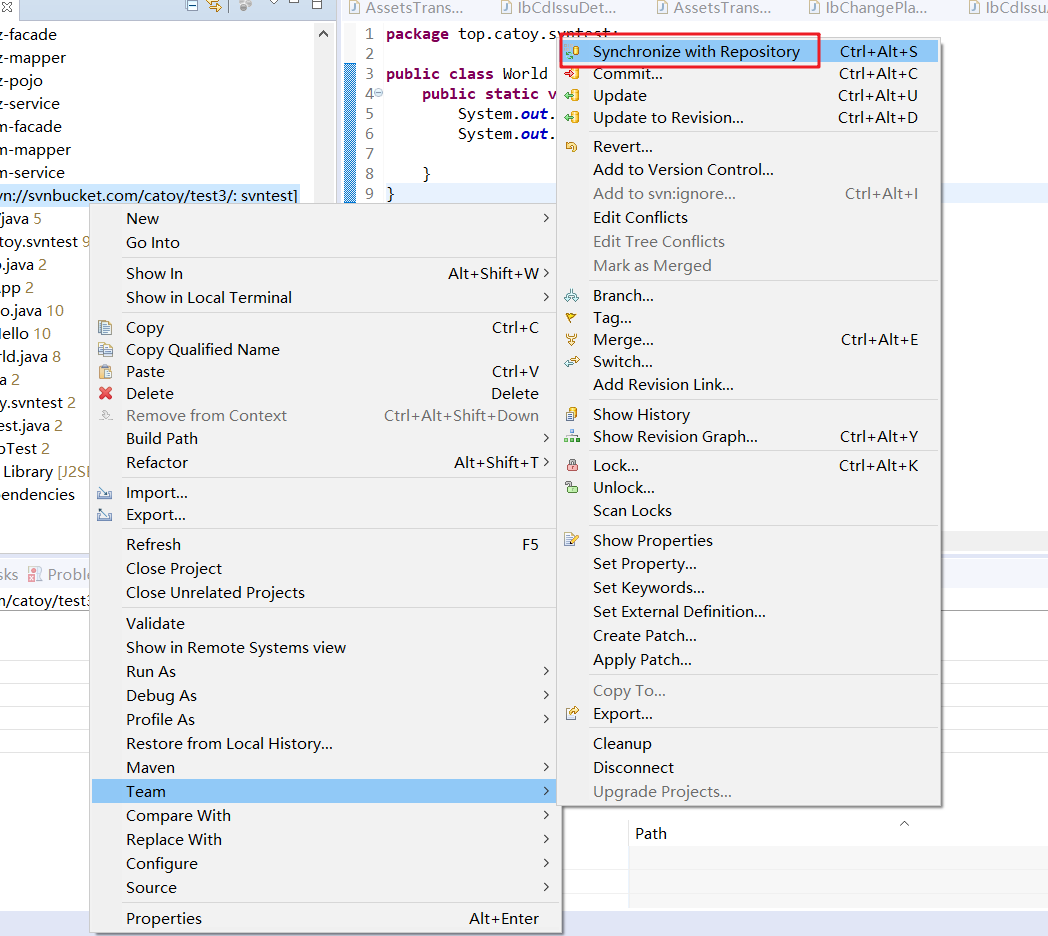 AssetsTrans...
IbCdIssuDet...
AssetsTrans...
IbChangePla...
IbCdIssu
z-facade
z-mapper
z-pojo
z-service
m-facade
m-mapper
m-service
vn://svnbucket.com/catoy/test3/: svntest]
/java 5
toy.svntest 9
o.java 2
App 2
o.java 10
Hello 10
rld.java 8
a 2
y.svntest 2
est.java 2
pTest 2
Library [J2SE
pendencies
1 package top.catoy.svntest;
2
3 public class World
4 public static v
5 System.out.
6 System.out.
7
8 }
9 }
New
Go Into
Show In Alt+Shift+W >
Show in Local Terminal
Copy Ctrl+C
Copy Qualified Name
Paste Ctrl+V
Delete Delete
Remove from Context Ctrl+Alt+Shift+Down
Build Path
Refactor Alt+Shift+T >
Import...
Export...
Refresh F5
Close Project
Close Unrelated Projects
Validate
Show in Remote Systems view
Run As
Debug As
Profile As
Restore from Local History...
Maven
Team
Compare With
Replace With
Configure
Source
Properties Alt+Enter
Synchronize with Repository Ctrl+Alt+S
Commit... Ctrl+Alt+C
Update Ctrl+Alt+U
Update to Revision... Ctrl+Alt+D
Revert...
Add to Version Control...
Add to svn:ignore... Ctrl+Alt+I
Edit Conflicts
Edit Tree Conflicts
Mark as Merged
Branch...
Tag...
Merge... Ctrl+Alt+E
Switch...
Add Revision Link...
Show History
Show Revision Graph... Ctrl+Alt+Y
Lock... Ctrl+Alt+K
Unlock...
Scan Locks
Show Properties
Set Property...
Set Keywords...
Set External Definition...
Create Patch...
Apply Patch...
Copy To...
Export...
Cleanup
Disconnect
Upgrade Projects...
sks
Proble
n/catoy/test3
Path